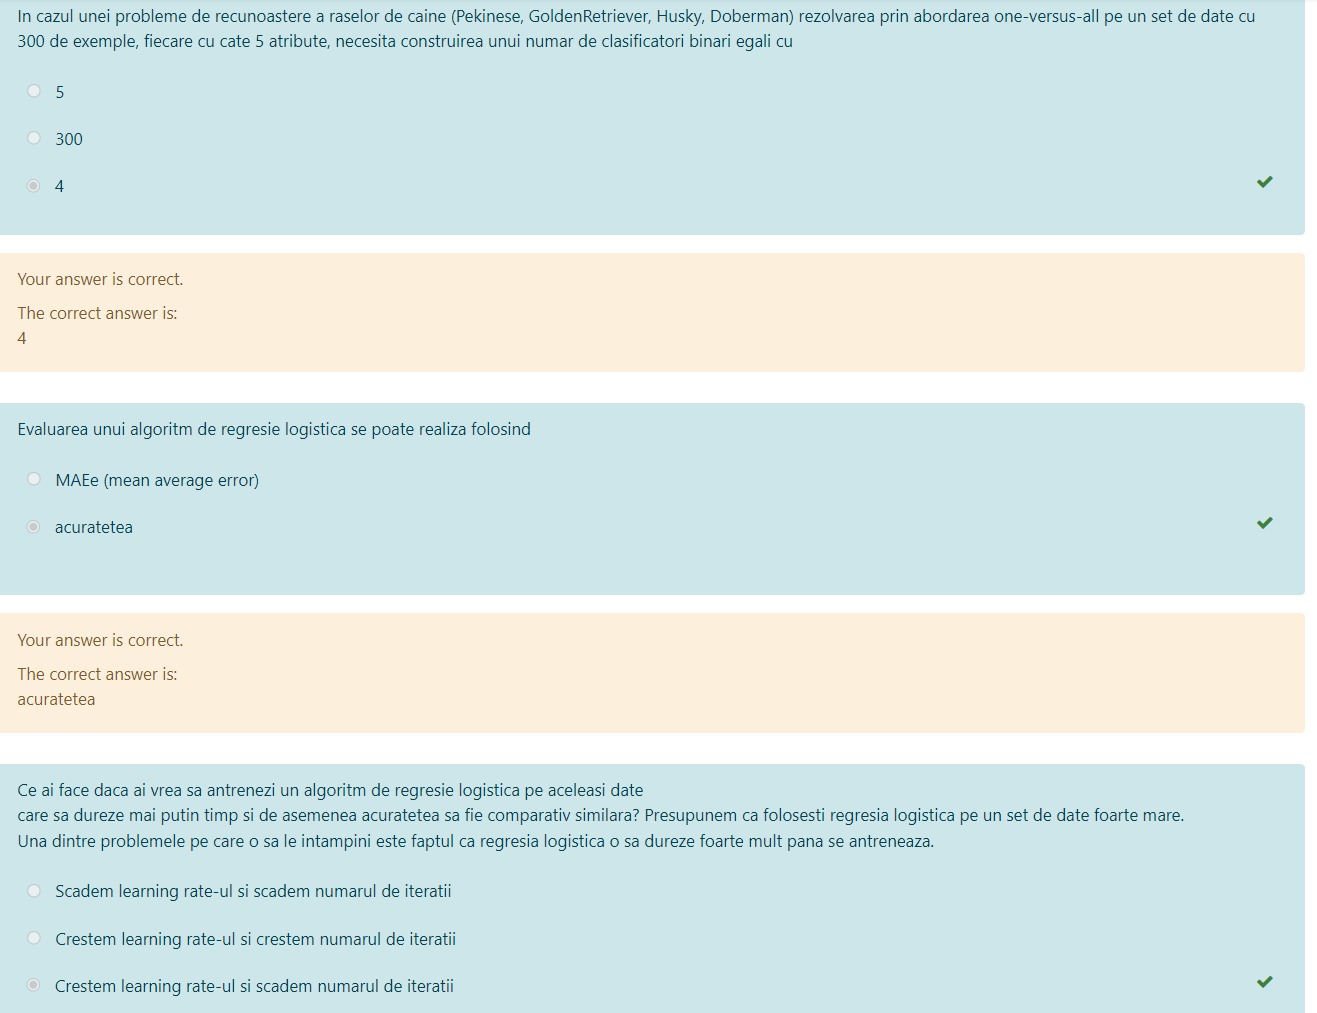 In cazul unei probleme de recunoastere a raselor de caine (Pekinese, GoldenRetriever, Husky, Doberman) rezolvarea prin abordarea one-versus-all pe un set de date cu
300 de exemple, fiecare cu cate 5 atribute, necesita construirea unui numar de clasificatori binari egali cu
5
300
4
Your answer is correct.
The correct answer is:
4
Evaluarea unui algoritm de regresie logistica se poate realiza folosind
MAEe (mean average error)
acuratetea
Your answer is correct.
The correct answer is:
acuratetea
Ce ai face daca ai vrea sa antrenezi un algoritm de regresie logistica pe aceleasi date
care sa dureze mai putin timp si de asemenea acuratetea sa fie comparativ similara? Presupunem ca folosesti regresia logistica pe un set de date foarte mare.
Una dintre problemele pe care o sa le intampini este faptul ca regresia logistica o sa dureze foarte mult pana se antreneaza.
Scadem learning rate-ul si scadem numarul de iteratii
Crestem learning rate-ul si crestem numarul de iteratii
Crestem learning rate-ul si scadem numarul de iteratii